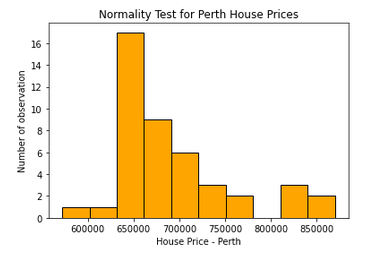 Normality Test for Perth House Prices
Number of observation
16
14
12
10
8
6
4
2
0
600000 650000 700000 750000 800000 850000
House Price - Perth